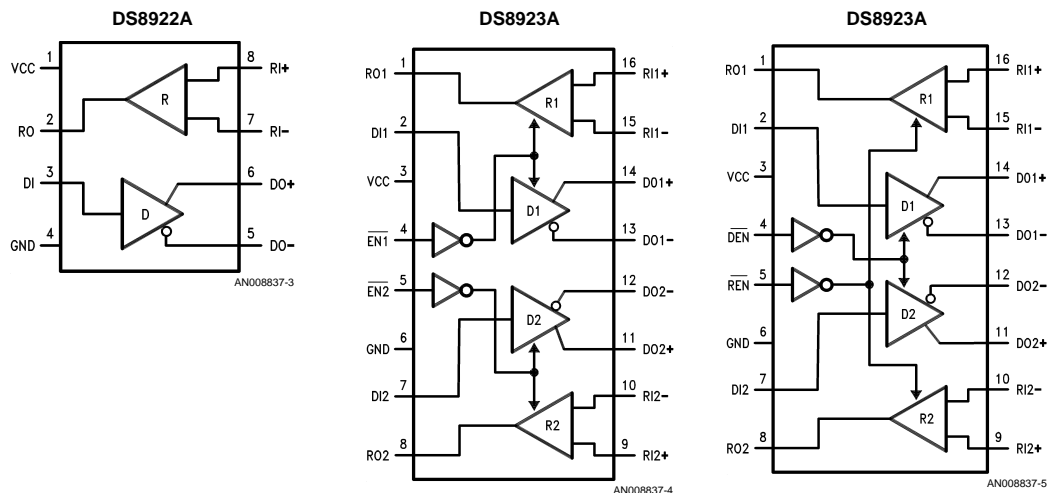 DS8922A
1
VCC
8
RI+
R
2
RO
7
RI-
3
DI
6
DO+
D
4
GND
5
DO-
AN008837-3
DS8923A
1
RO1
16
RI1+
R1
2
DI1
15
RI1-
3
VCC
14
DO1+
D1
4
EN1
13
DO1-
5
EN2
12
DO2-
D2
6
GND
11
DO2+
7
DI2
10
RI2-
R2
8
RO2
9
RI2+
AN008837-4
DS8923A
1
RO1
16
RI1+
R1
2
DI1
15
RI1-
3
VCC
14
DO1+
D1
4
DEN
13
DO1-
5
REN
12
DO2-
D2
6
GND
11
DO2+
7
DI2
10
RI2-
R2
8
RO2
9
RI2+
AN008837-5